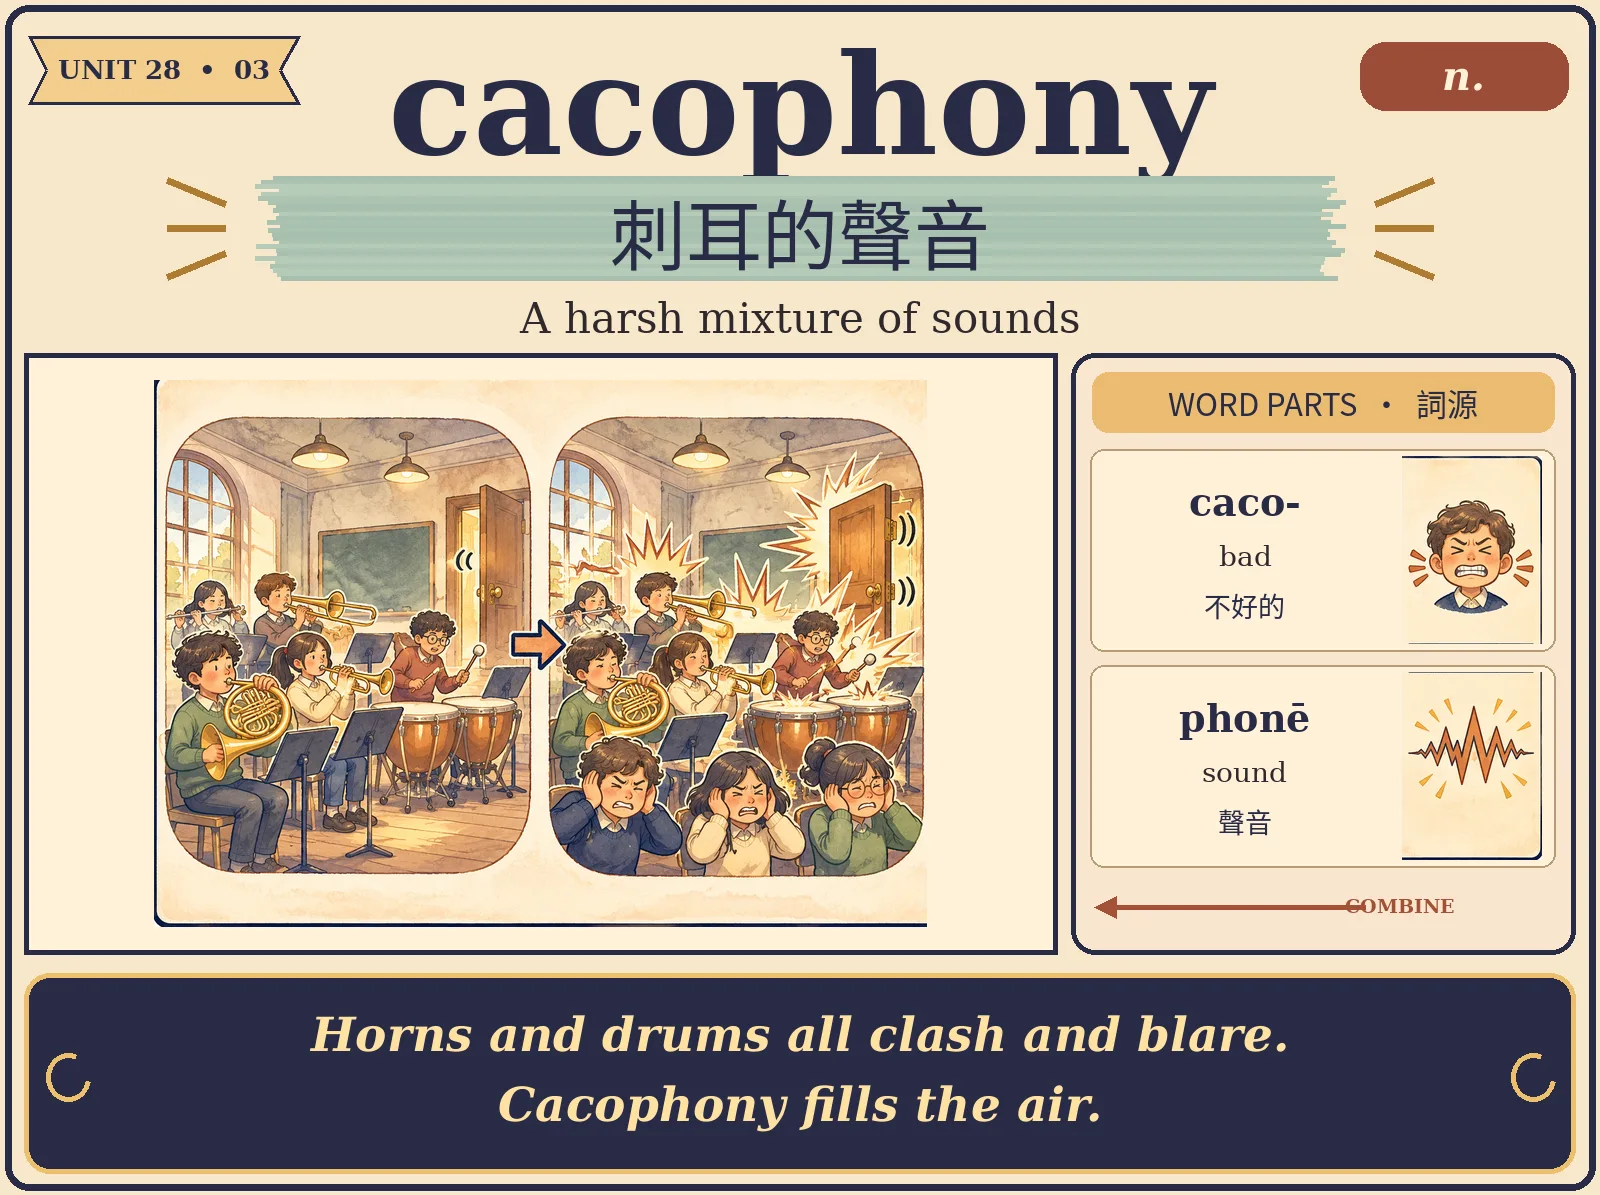 UNIT 28 • 03
cacophony
n.
刺耳的聲音
A harsh mixture of sounds
WORD PARTS · 詞源
caco-
bad
不好的
phonē
sound
聲音
COMBINE
Horns and drums all clash and blare.
Cacophony fills the air.